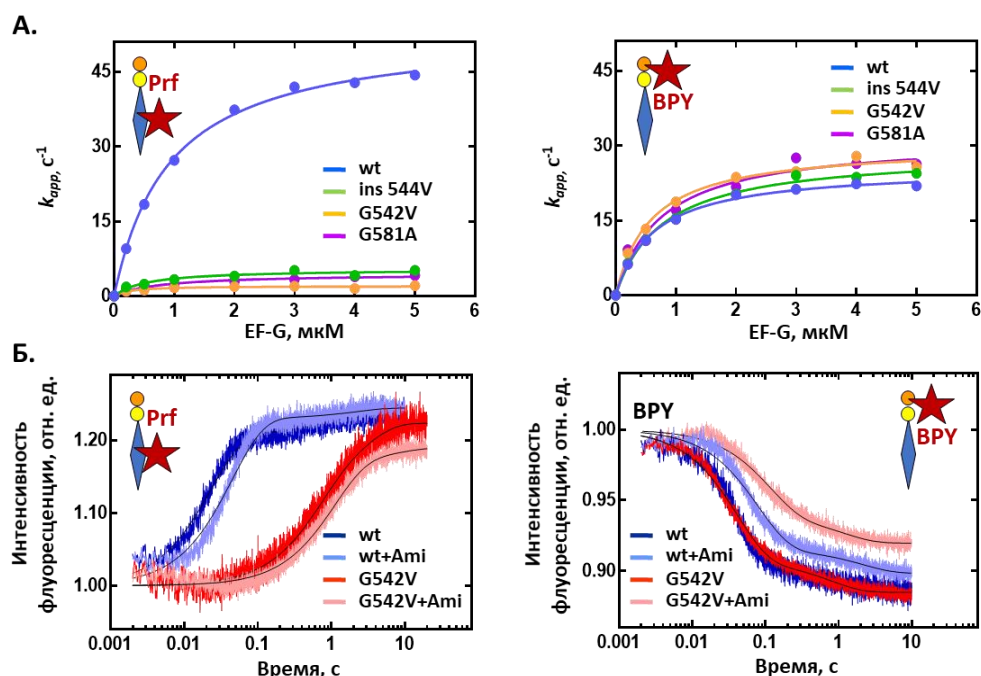 А.
Prf
wt
ins 544V
G542V
G581A
kapp, с-1
45
30
15
0
0 1 2 3 4 5 6
EF-G, мкМ
BPY
wt
ins 544V
G542V
G581A
kapp, с-1
45
30
15
0
0 1 2 3 4 5 6
EF-G, мкМ
Б.
Prf
Интенсивность
флуоресценции, отн. ед.
1.20
1.10
1.00
wt
wt+Ami
G542V
G542V+Ami
0.001 0.01 0.1 1 10
Время, с
BPY
BPY
Интенсивность
флуоресценции, отн. ед.
1.00
0.95
0.90
wt
wt+Ami
G542V
G542V+Ami
0.001 0.01 0.1 1 10
Время, с